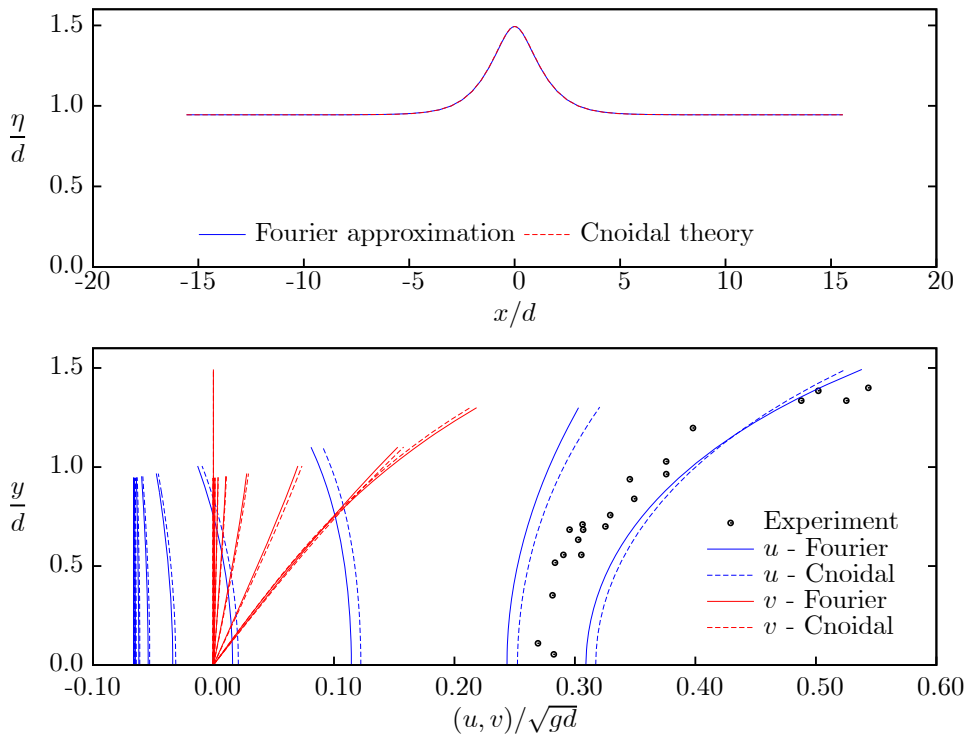 1.5
1.0
η/d
0.5
0.0
Fourier approximation Cnoidal theory
-20 -15 -10 -5 0 5 10 15 20
x/d
1.5
1.0
y/d
0.5
0.0
Experiment
u - Fourier
u - Cnoidal
v - Fourier
v - Cnoidal
-0.10 0.00 0.10 0.20 0.30 0.40 0.50 0.60
(u, v)/√gd